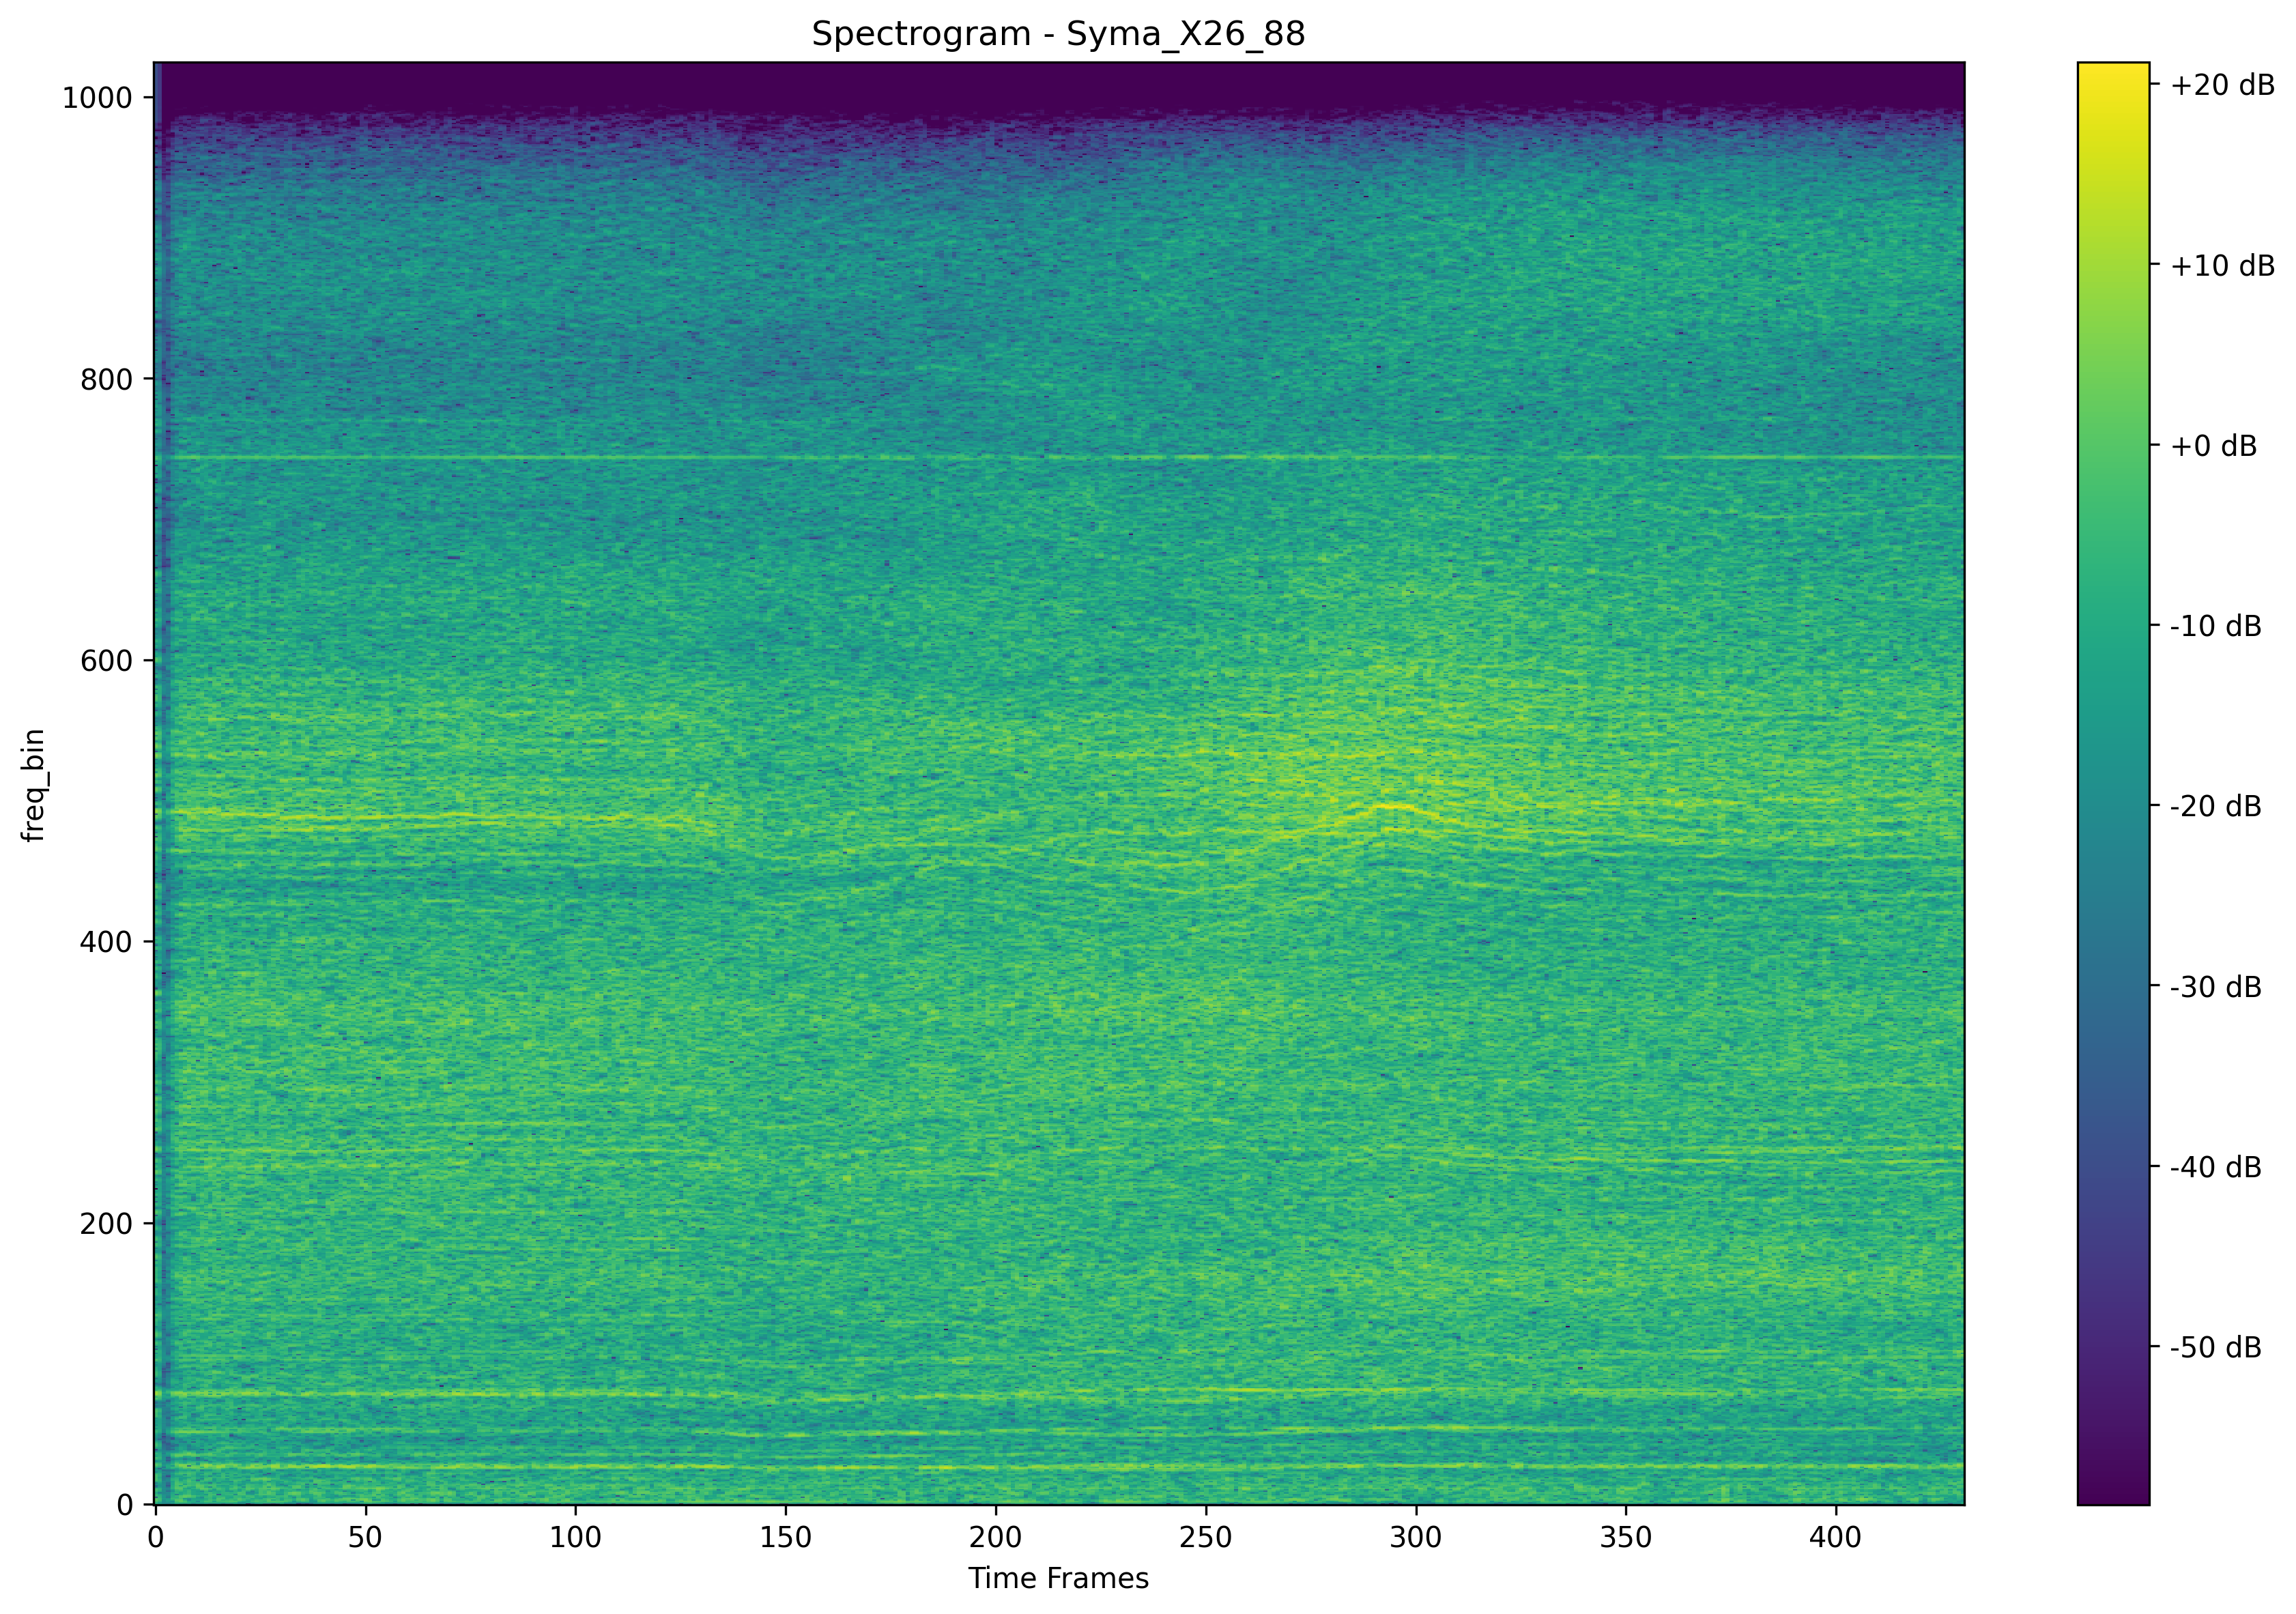 Spectrogram - Syma_X26_88
freq_bin
1000
800
600
400
200
0
0 50 100 150 200 250 300 350 400
Time Frames
+20 dB
+10 dB
+0 dB
-10 dB
-20 dB
-30 dB
-40 dB
-50 dB